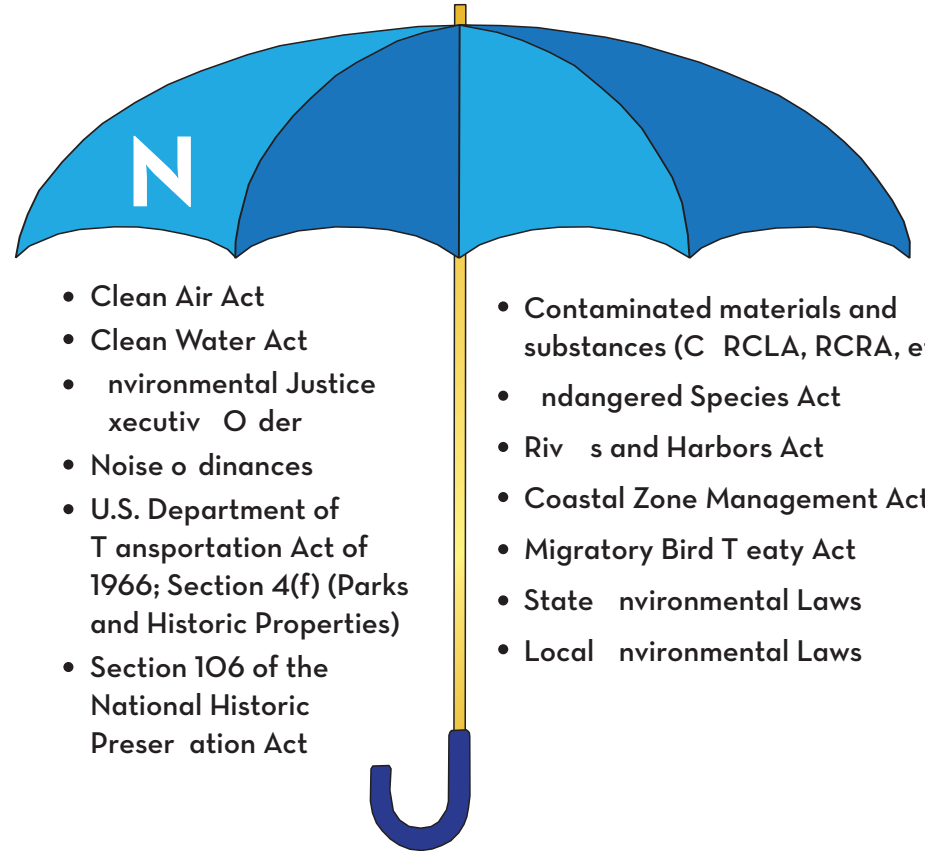 N
Clean Air Act
Clean Water Act
nvironmental Justice
xecutiv O der
Noise o dinances
U.S. Department of
T ansportation Act of
1966; Section 4(f) (Parks
and Historic Properties)
Section 106 of the
National Historic
Preser ation Act
Contaminated materials and
substances (C RCLA, RCRA, e
ndangered Species Act
Riv s and Harbors Act
Coastal Zone Management Act
Migratory Bird T eaty Act
State nvironmental Laws
Local nvironmental Laws